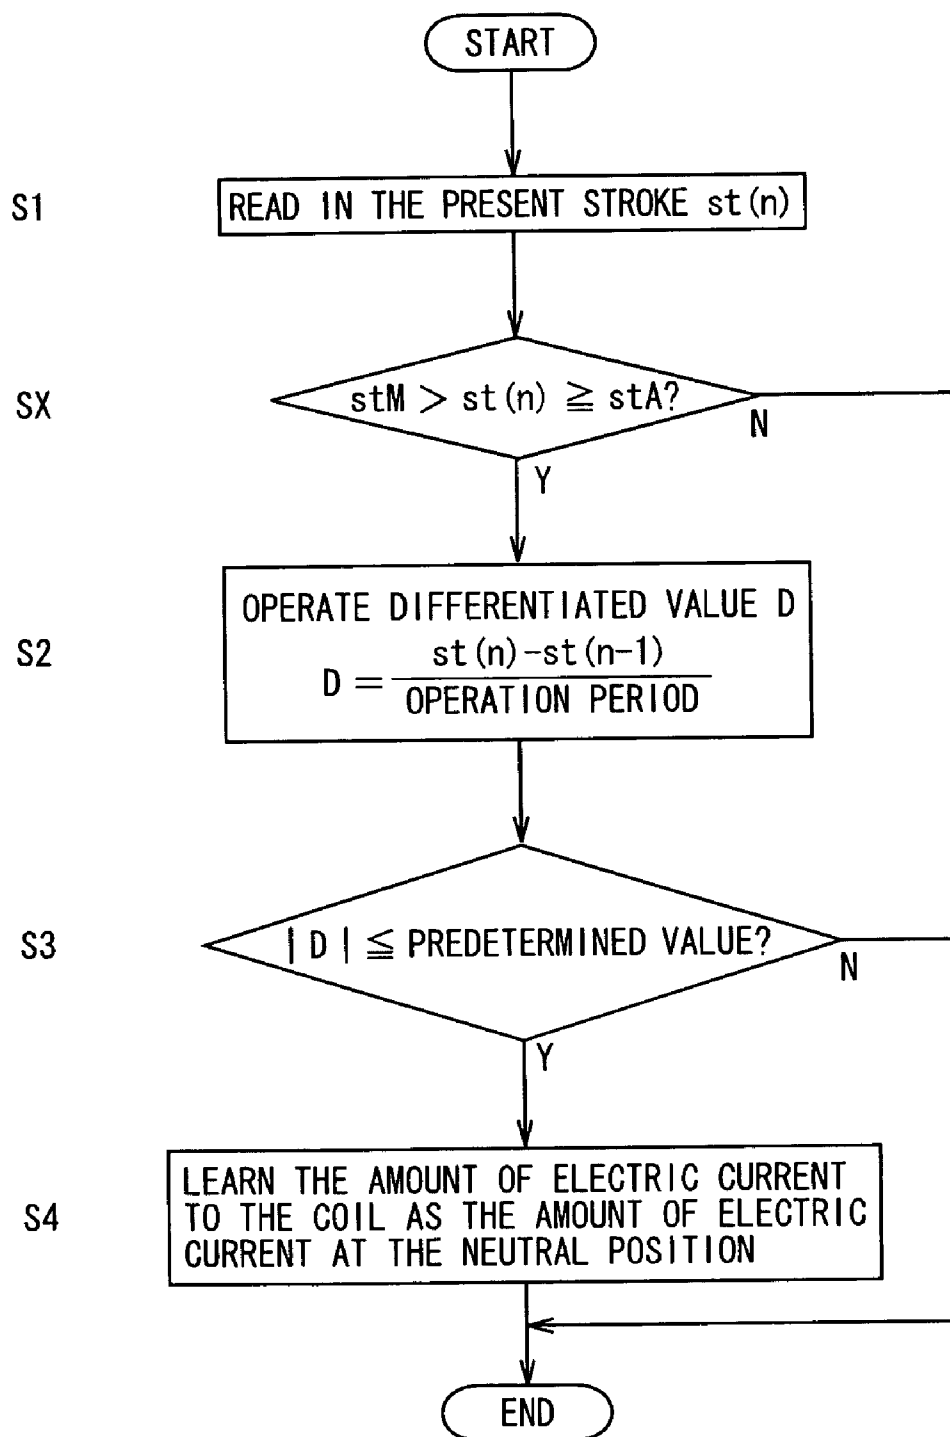 START
S1
READ IN THE PRESENT STROKE st(n)
SX
stM > st(n) ≧ stA?
N
Y
S2
OPERATE DIFFERENTIATED VALUE D
D = st(n)-st(n-1)
OPERATION PERIOD
S3
| D | ≦ PREDETERMINED VALUE?
N
Y
S4
LEARN THE AMOUNT OF ELECTRIC CURRENT
TO THE COIL AS THE AMOUNT OF ELECTRIC
CURRENT AT THE NEUTRAL POSITION
END